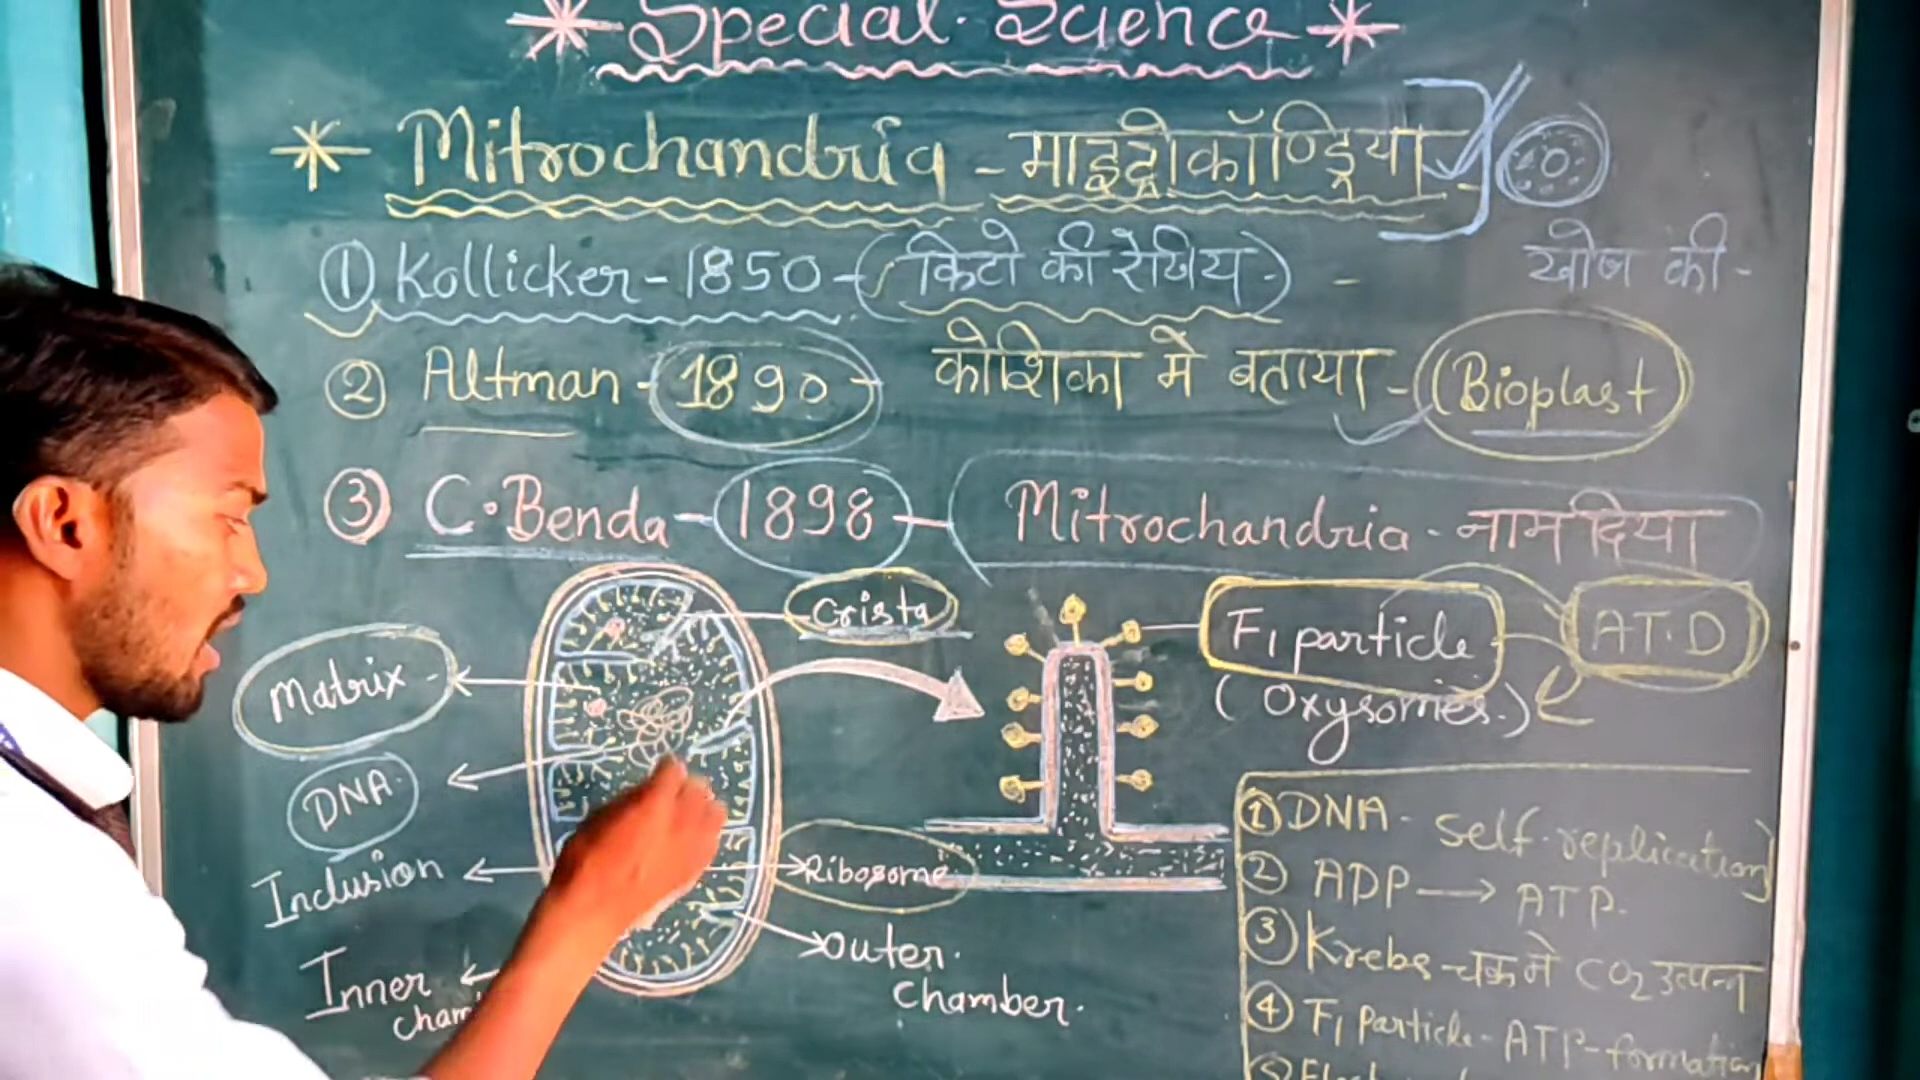 * Special Science *
* Mitrochandria - माइट्रोकॉण्ड्रिया
① Kollicker - 1850 - (किटो की रेखिय) - खोज की -
② Altman - 1890 - कोशिका मे बताया - (Bioplast
③ C. Benda - 1898 - Mitrochandria - नाम दिया
Crista
F₁ particle
AT.D
(Oxysomes.)
Matrix
DNA
Inclusion
Ribosome
Inner
Outer.
Chamber.
① DNA - Self-replication
② ADP → ATP.
③ Krebs - चक्र मे CO₂ उत्पन्न
④ F₁ Particle - ATP-formation